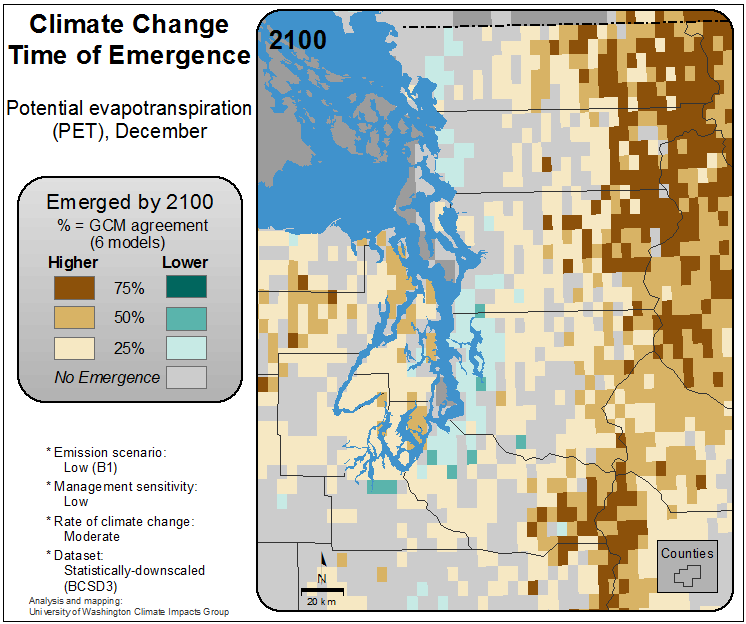 Climate Change
Time of Emergence
Potential evapotranspiration
(PET), December
Emerged by 2100
% = GCM agreement
(6 models)
Higher Lower
75%
50%
25%
No Emergence
* Emission scenario:
Low (B1)
* Management sensitivity:
Low
* Rate of climate change:
Moderate
* Dataset:
Statistically-downscaled
(BCSD3)
Analysis and mapping:
University of Washington Climate Impacts Group
2100
N
20 km
Counties